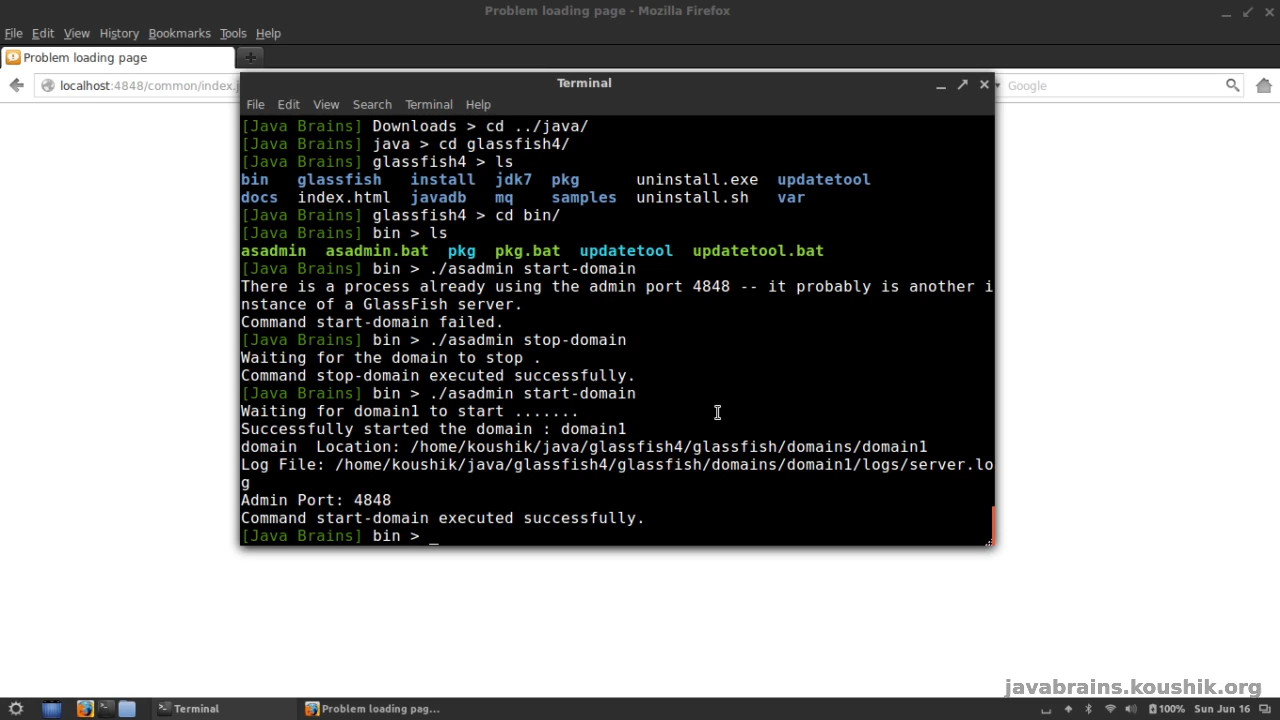 Problem loading page - Mozilla Firefox
File Edit View History Bookmarks Tools Help
Problem loading page
localhost:4848/common/index.j
Google
Terminal
File Edit View Search Terminal Help
[Java Brains] Downloads > cd ../java/
[Java Brains] java > cd glassfish4/
[Java Brains] glassfish4 > ls
bin glassfish install jdk7 pkg uninstall.exe updatetool
docs index.html javadb mq samples uninstall.sh var
[Java Brains] glassfish4 > cd bin/
[Java Brains] bin > ls
asadmin asadmin.bat pkg pkg.bat updatetool updatetool.bat
[Java Brains] bin > ./asadmin start-domain
There is a process already using the admin port 4848 -- it probably is another i
nstance of a GlassFish server.
Command start-domain failed.
[Java Brains] bin > ./asadmin stop-domain
Waiting for the domain to stop .
Command stop-domain executed successfully.
[Java Brains] bin > ./asadmin start-domain
Waiting for domain1 to start .......
Successfully started the domain : domain1
domain  Location: /home/koushik/java/glassfish4/glassfish/domains/domain1
Log File: /home/koushik/java/glassfish4/glassfish/domains/domain1/logs/server.lo
g
Admin Port: 4848
Command start-domain executed successfully.
[Java Brains] bin > _
javabrains.koushik.org
Terminal
Problem loading pag...
100% Sun Jun 16